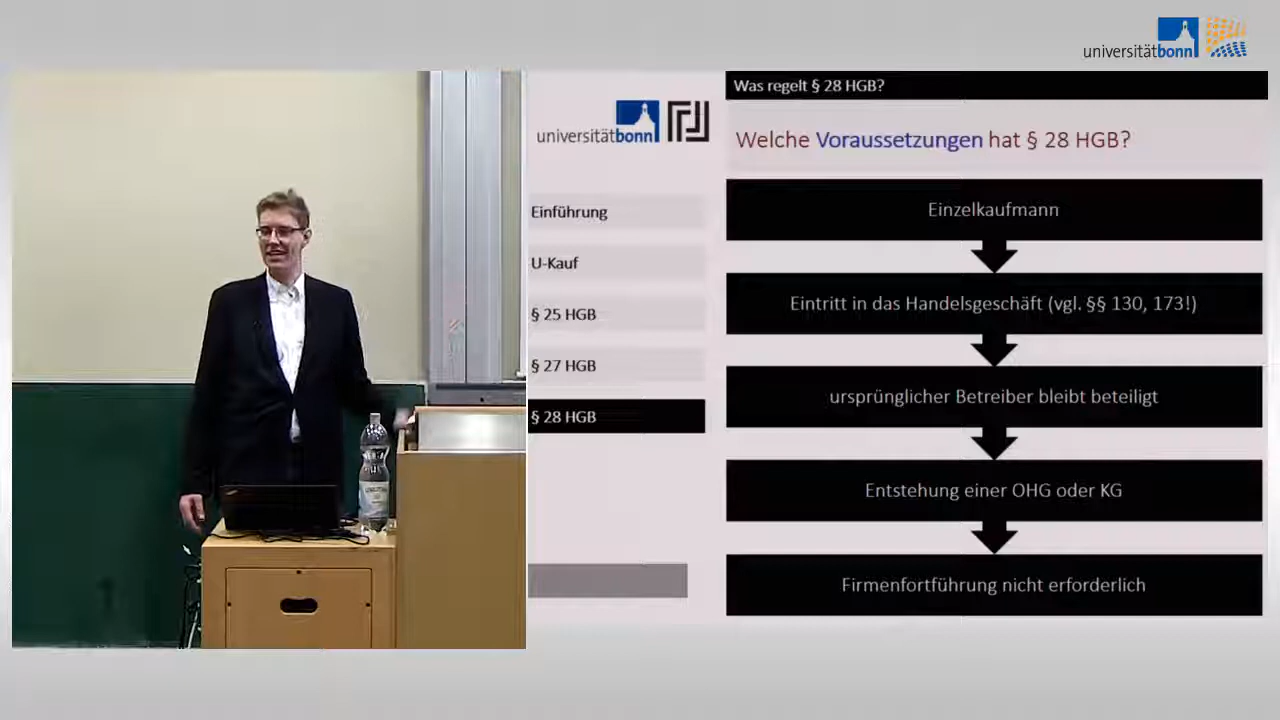 universitätbonn
Was regelt § 28 HGB?
universitätbonn
Welche Voraussetzungen hat § 28 HGB?
Einführung
U-Kauf
§ 25 HGB
§ 27 HGB
§ 28 HGB
Einzelkaufmann
Eintritt in das Handelsgeschäft (vgl. §§ 130, 173!)
ursprünglicher Betreiber bleibt beteiligt
Entstehung einer OHG oder KG
Firmenfortführung nicht erforderlich